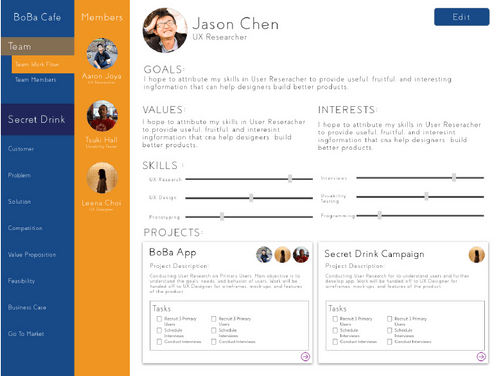 BoBa Cafe
Team
Team Work Flow
Team Members
Secret Drink
Customer
Problem
Solution
Competition
Value Proposition
Feasibility
Business Case
Go To Market
Members
Aaron Joya
UX Researcher
Tsuki Hall
Disability Tester
Leena Choi
UX Designer
Jason Chen
UX Researcher
Edit
GOALS:
I hope to attribute my skills in User Reseracher to provide useful. fruitful. and interesting
ingformation that can help designers build better products.
VALUES:
I hope to attribute my skills in User Reseracher
to provide useful. fruitful. and interesint
ingformation that cna help designers build
better products.
INTERESTS:
I hope to attribute my skills in User Reseracher
to provide useful. fruitful. and interesint
ingformation that cna help designers build
better products.
SKILLS :
UX Research
UX Design
Prototyping
Interviews
Disability
Testing
Programming
PROJECTS:
BoBa App
Project Description:
Conducting User Research on Primary Users. Main objective is to
understand the goals, needs, and behavior of users. Work will be
handed off to UX Designer for wireframes. mock-ups. and features
of the product.
Tasks
Recruit 3 Primary
Users
Schedule
Interviews
Conduct Interviews
Recruit 3 Primary
Users
Schedule
Interviews
Conduct Interviews
Secret Drink Campaign
Project Description:
Conducting User Research for to understand users and further
develop app. Work will be handed off to UX Designer for
wireframes. mock-ups. and features of the product.
Tasks
Recruit 3 Primary
Users
Schedule
Interviews
Conduct Interviews
Recruit 3 Primary
Users
Schedule
Interviews
Conduct Interviews